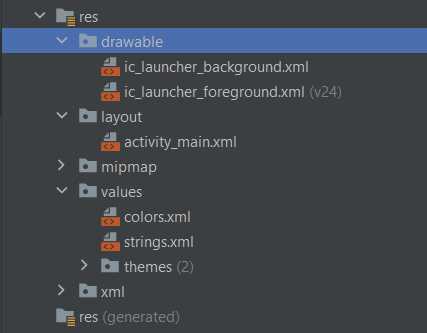 res
drawable
ic_launcher_background.xml
ic_launcher_foreground.xml (v24)
layout
activity_main.xml
mipmap
values
colors.xml
strings.xml
themes (2)
xml
res (generated)